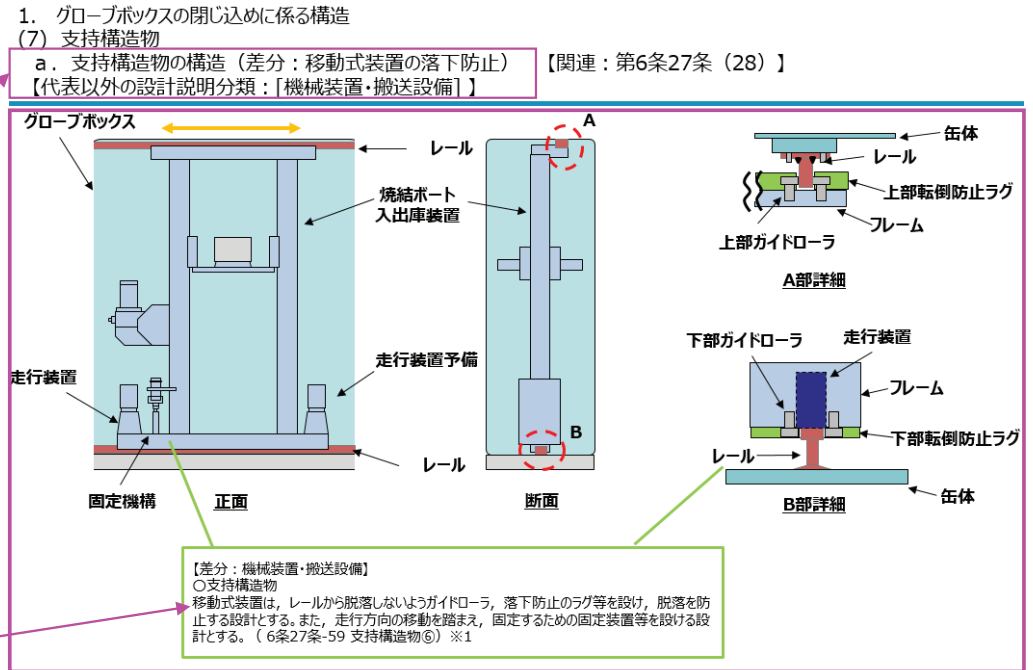 1. グローブボックスの閉じ込めに係る構造
(7) 支持構造物
a. 支持構造物の構造（差分：移動式装置の落下防止） 【関連：第6条27条（28）】
【代表以外の設計説明分類：「機械装置・搬送設備」】
グローブボックス
レール
焼結ボート
入出庫装置
走行装置
走行装置予備
固定機構
正面
レール
A
B
断面
缶体
レール
上部転倒防止ラグ
フレーム
上部ガイドローラ
A部詳細
下部ガイドローラ
走行装置
フレーム
下部転倒防止ラグ
レール
缶体
B部詳細
【差分：機械装置・搬送設備】
○支持構造物
移動式装置は，レールから脱落しないようガイドローラ，落下防止のラグ等を設け，脱落を防
止する設計とする。また，走行方向の移動を踏まえ，固定するための固定装置等を設ける設
計とする。（ 6条27条-59 支持構造物⑥）※1